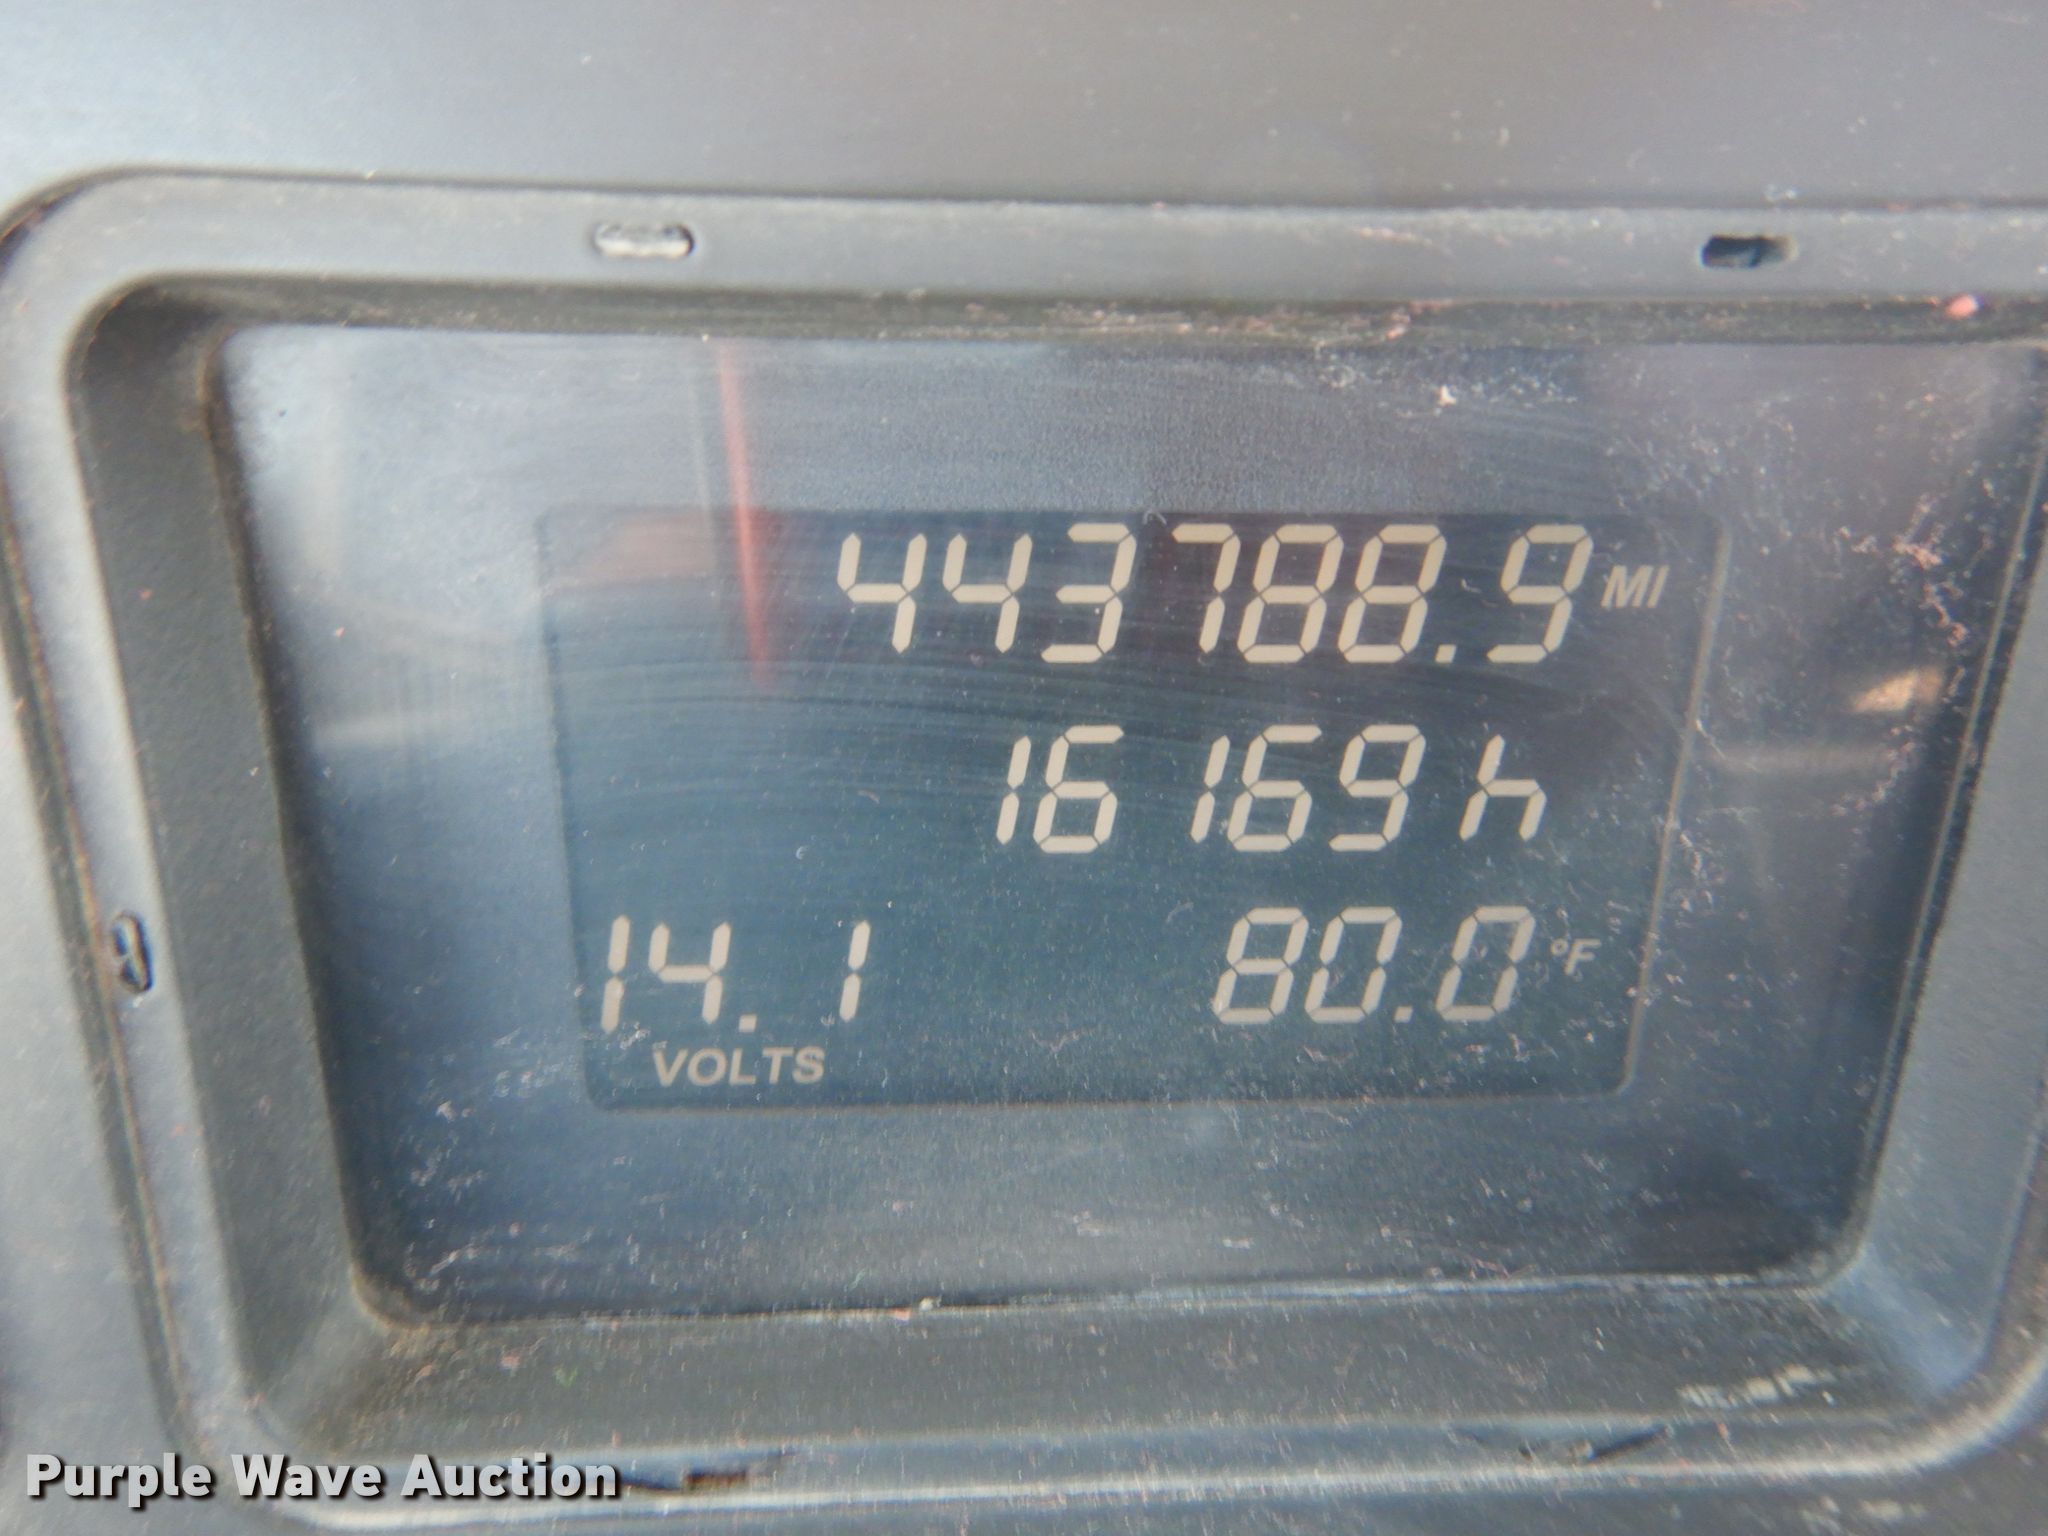 443788.9 MI
16169 h
14.1 80.0 °F
VOLTS
Purple Wave Auction